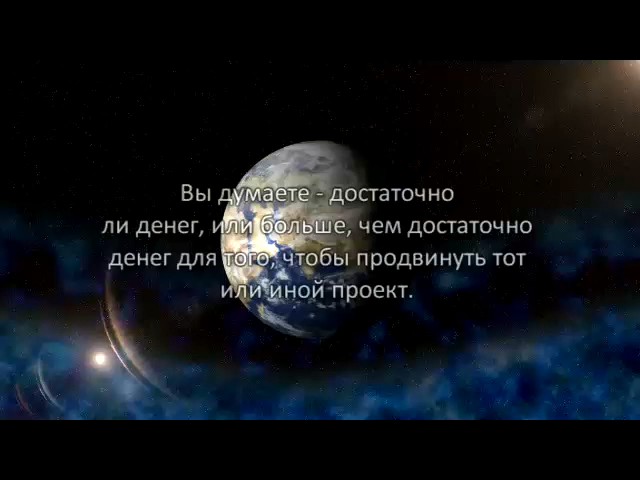 Вы думаете - достаточно
ли денег, или больше, чем достаточно
денег для того, чтобы продвинуть тот
или иной проект.